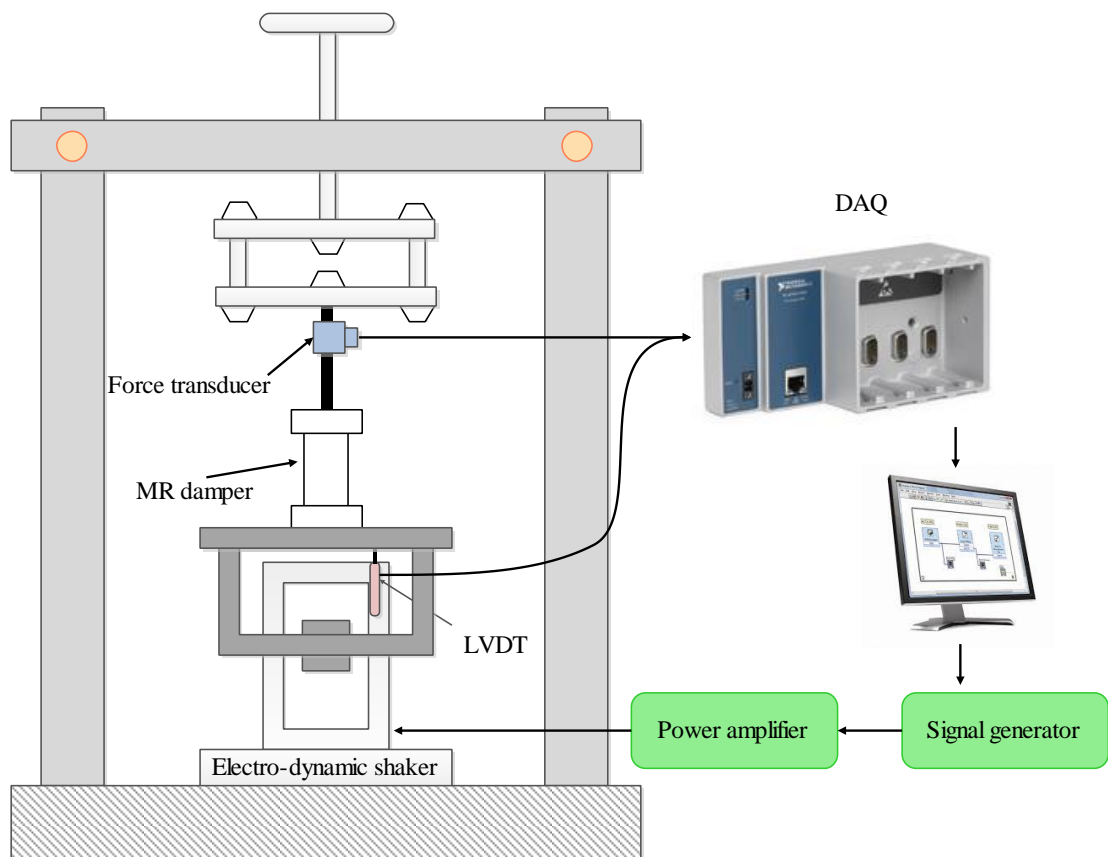 DAQ
Force transducer
MR damper
LVDT
Power amplifier
Signal generator
Electro-dynamic shaker